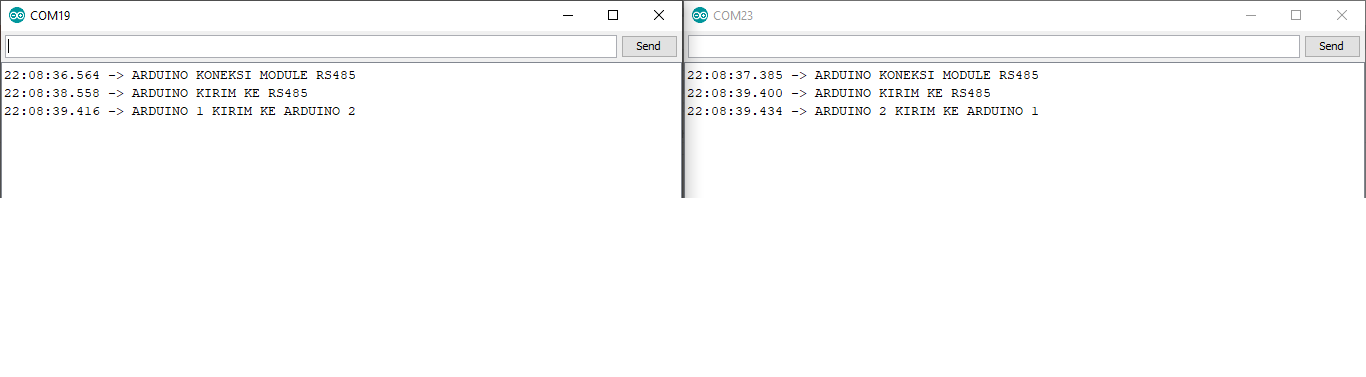 COM19
Send
22:08:36.564 -> ARDUINO KONEKSI MODULE RS485
22:08:38.558 -> ARDUINO KIRIM KE RS485
22:08:39.416 -> ARDUINO 1 KIRIM KE ARDUINO 2
COM23
Send
22:08:37.385 -> ARDUINO KONEKSI MODULE RS485
22:08:39.400 -> ARDUINO KIRIM KE RS485
22:08:39.434 -> ARDUINO 2 KIRIM KE ARDUINO 1